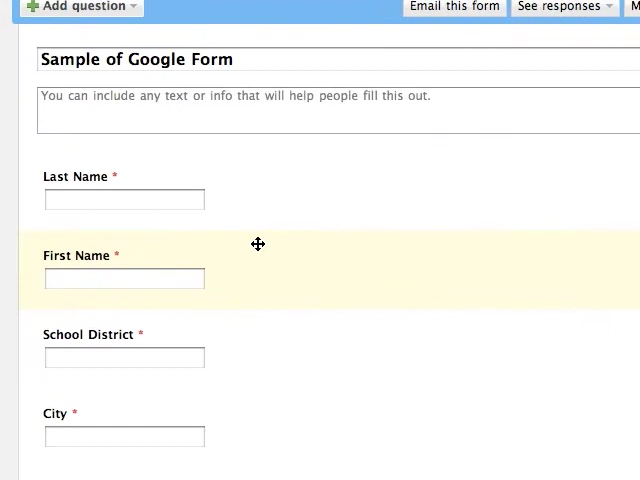 Add question
Email this form
See responses
Sample of Google Form
You can include any text or info that will help people fill this out.
Last Name *
First Name *
School District *
City *